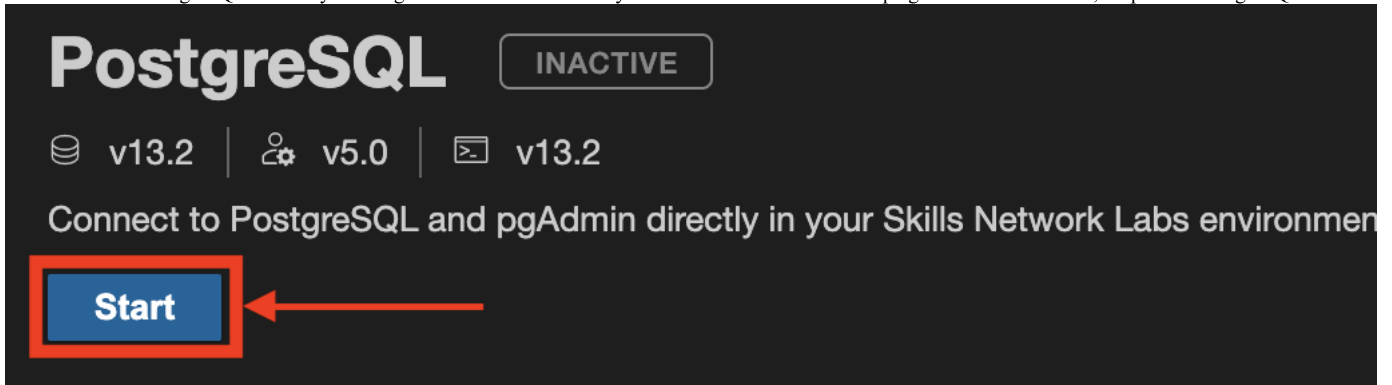 PostgreSQL INACTIVE
v13.2 v5.0 v13.2
Connect to PostgreSQL and pgAdmin directly in your Skills Network Labs environmen
Start